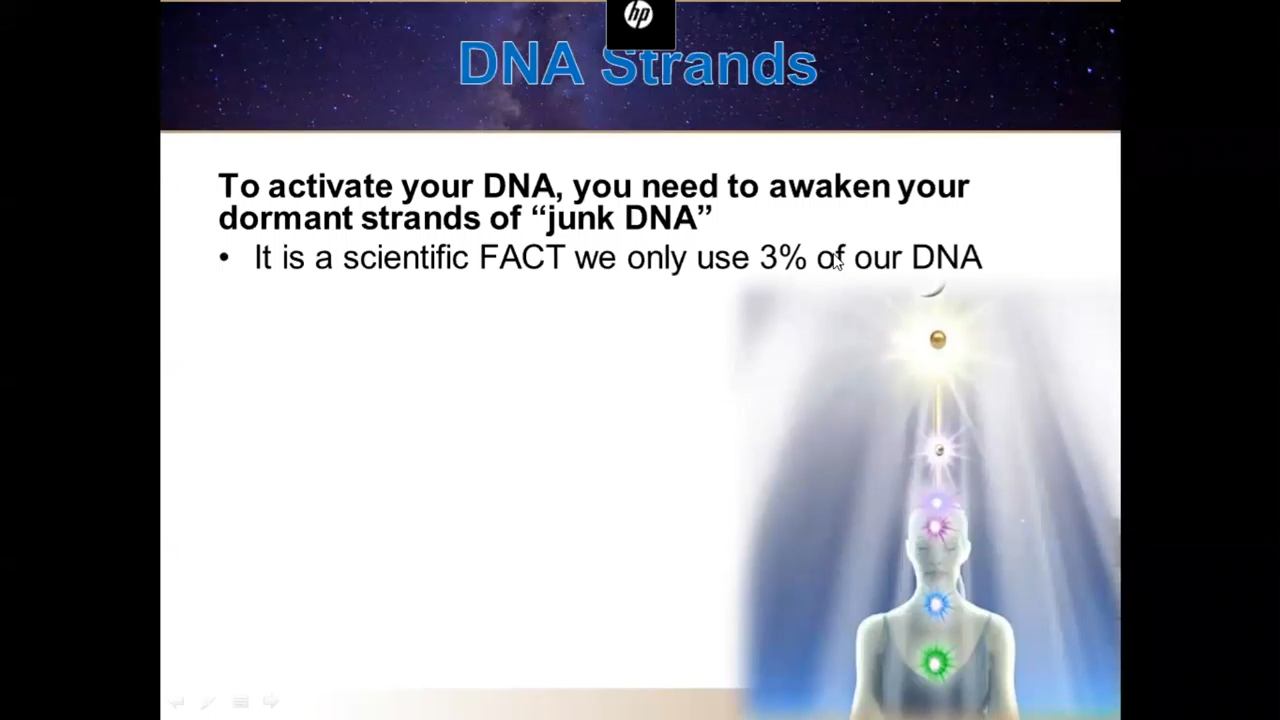 hp
DNA Strands
To activate your DNA, you need to awaken your
dormant strands of “junk DNA”
• It is a scientific FACT we only use 3% of our DNA